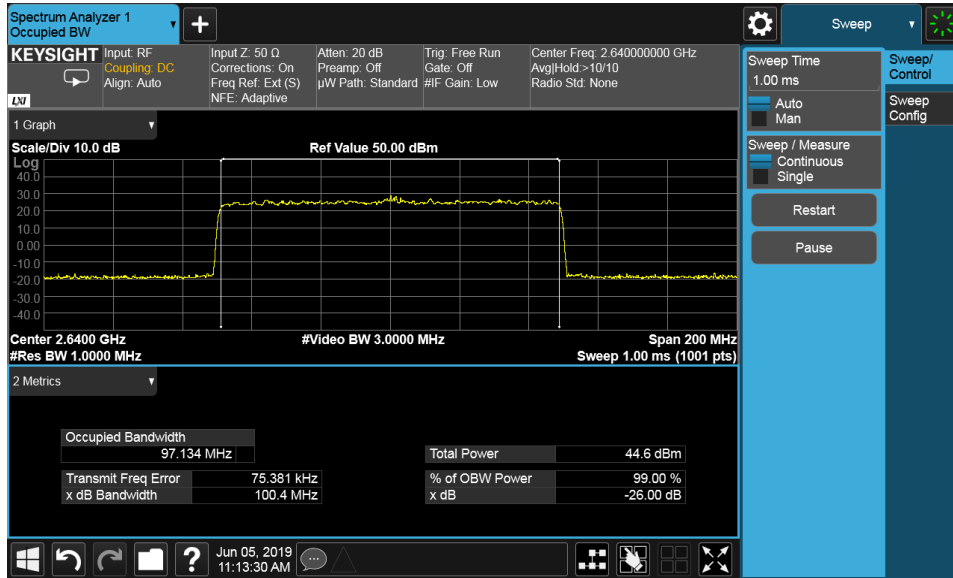 Spectrum Analyzer 1
Occupied BW
+
Sweep
KEYSIGHT
Input: RF
Coupling: DC
Align: Auto
Input Z: 50 Ω
Corrections: On
Freq Ref: Ext (S)
NFE: Adaptive
Atten: 20 dB
Preamp: Off
µW Path: Standard
Trig: Free Run
Gate: Off
#IF Gain: Low
Center Freq: 2.640000000 GHz
Avg|Hold:>10/10
Radio Std: None
LXI
1 Graph
Scale/Div 10.0 dB
Ref Value 50.00 dBm
Log
40.0
30.0
20.0
10.0
0.00
-10.0
-20.0
-30.0
-40.0
Center 2.6400 GHz
#Video BW 3.0000 MHz
Span 200 MHz
#Res BW 1.0000 MHz
Sweep 1.00 ms (1001 pts)
2 Metrics
Occupied Bandwidth
97.134 MHz
Total Power 44.6 dBm
Transmit Freq Error 75.381 kHz
% of OBW Power 99.00 %
x dB Bandwidth 100.4 MHz
x dB -26.00 dB
Sweep Time
1.00 ms
Auto
Man
Sweep / Measure
Continuous
Single
Restart
Pause
Sweep/
Control
Sweep
Config
?
Jun 05, 2019
11:13:30 AM